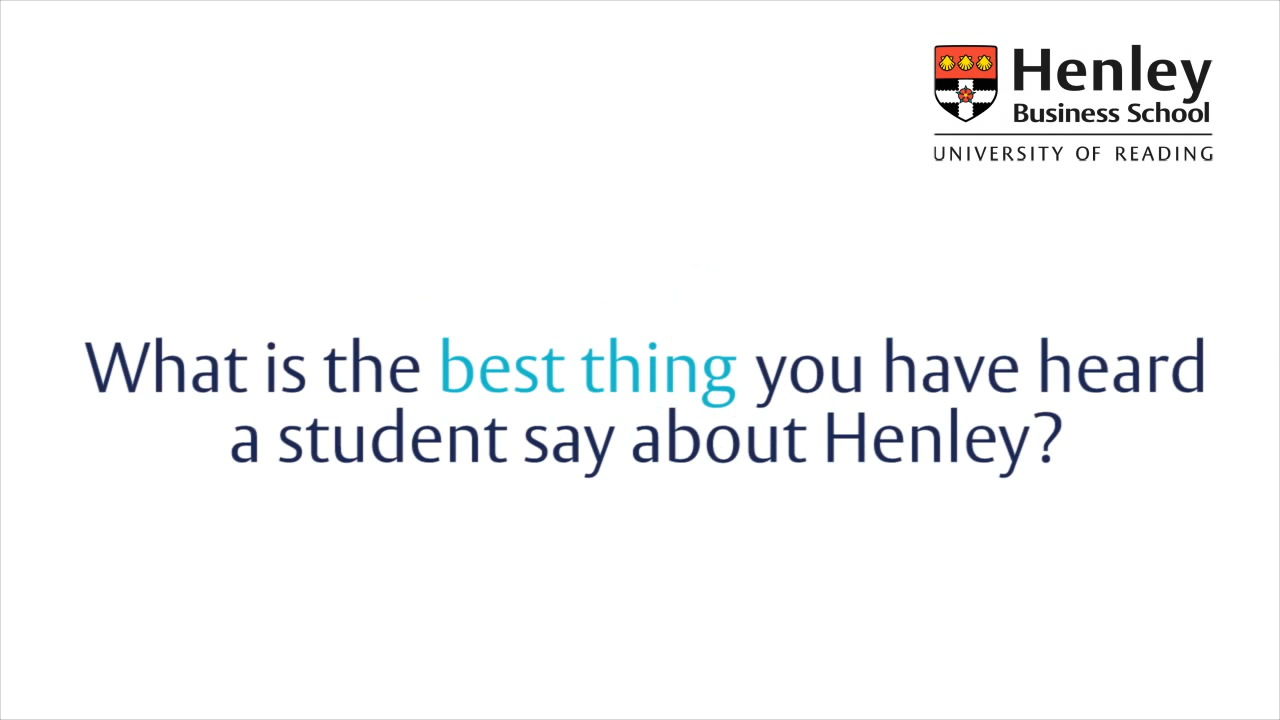 Henley
Business School
UNIVERSITY OF READING
What is the best thing you have heard
a student say about Henley?